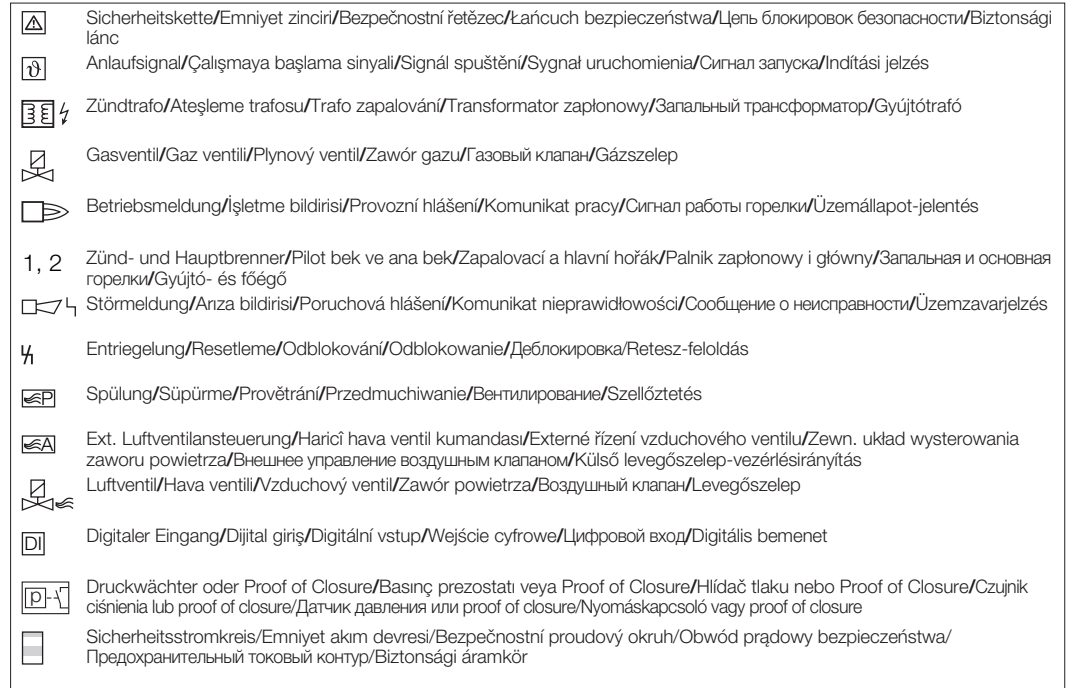 Sicherheitskette/Emniyet zinciri/Bezpečnostní řetězec/Łańcuch bezpieczeństwa/Цепь блокировок безопасности/Biztonsági
lánc
ϑ Anlaufsignal/Çalışmaya başlama sinyali/Signál spuštění/Sygnał uruchomienia/Сигнал запуска/Indítási jelzés
Zündtrafo/Ateşleme trafosu/Trafo zapalování/Transformator zapłonowy/Запальный трансформатор/Gyújtótrafó
Gasventil/Gaz ventili/Plynový ventil/Zawór gazu/Газовый клапан/Gázszelep
Betriebsmeldung/İşletme bildirisi/Provozní hlášení/Komunikat pracy/Сигнал работы горелки/Üzemállapot-jelentés
1, 2 Zünd- und Hauptbrenner/Pilot bek ve ana bek/Zapalovací a hlavní hořák/Palnik zapłonowy i główny/Запальная и основная
горелки/Gyújtó- és főégő
Störmeldung/Arıza bildirisi/Poruchová hlášení/Komunikat nieprawidłowości/Сообщение о неисправности/Üzemzavarjelzés
Entriegelung/Resetleme/Odblokování/Odblokowanie/Деблокировка/Retesz-feloldás
P Spülung/Süpürme/Provětrání/Przedmuchiwanie/Вентилирование/Szellőztetés
A Ext. Luftventilansteuerung/Haricî hava ventil kumandası/Externé řízení vzduchového ventilu/Zewn. układ wysterowania
zaworu powietrza/Внешнее управление воздушным клапаном/Külső levegőszelep-vezérlésirányítás
Luftventil/Hava ventili/Vzduchový ventil/Zawór powietrza/Воздушный клапан/Levegőszelep
DI Digitaler Eingang/Dijital giriş/Digitální vstup/Wejście cyfrowe/Цифровой вход/Digitális bemenet
p Druckwächter oder Proof of Closure/Basınç prezostatı veya Proof of Closure/Hlídač tlaku nebo Proof of Closure/Czujnik
ciśnienia lub proof of closure/Датчик давления или proof of closure/Nyomáskapcsoló vagy proof of closure
Sicherheitsstromkreis/Emniyet akım devresi/Bezpečnostní proudový okruh/Obwód prądowy bezpieczeństwa/
Предохранительный токовый контур/Biztonsági áramkör